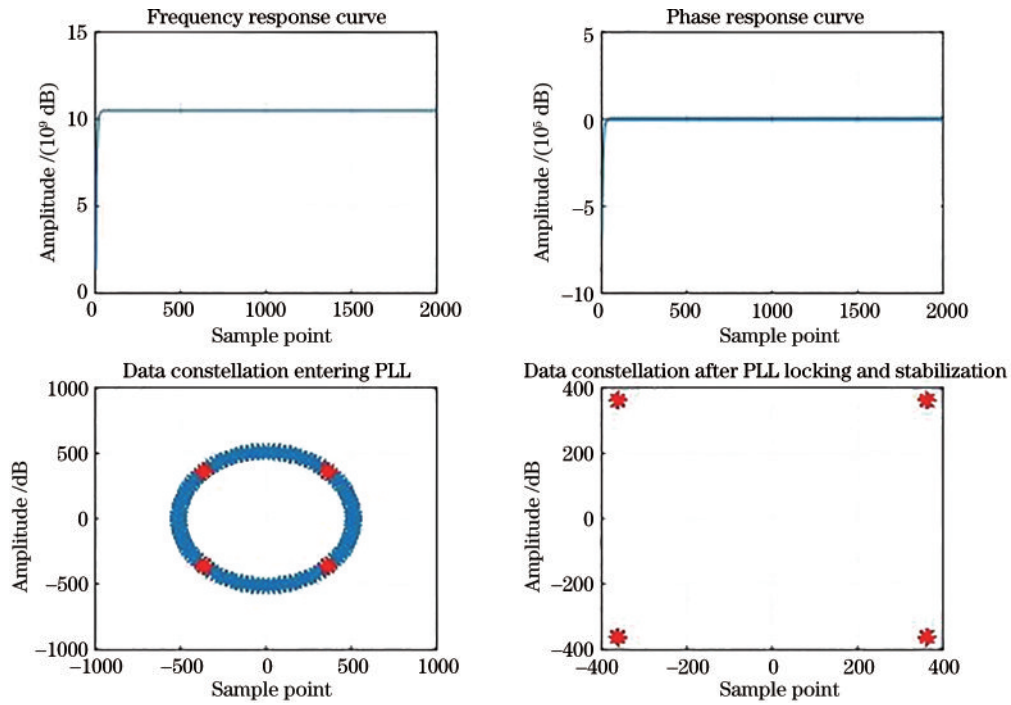 Frequency response curve
15
10
5
0
Amplitude /(10⁹ dB)
0 500 1000 1500 2000
Sample point
Phase response curve
5
0
−5
−10
Amplitude /(10⁵ dB)
0 500 1000 1500 2000
Sample point
Data constellation entering PLL
1000
500
0
−500
−1000
Amplitude /dB
−1000 −500 0 500 1000
Sample point
Data constellation after PLL locking and stabilization
400
200
0
−200
−400
Amplitude /dB
−400 −200 0 200 400
Sample point